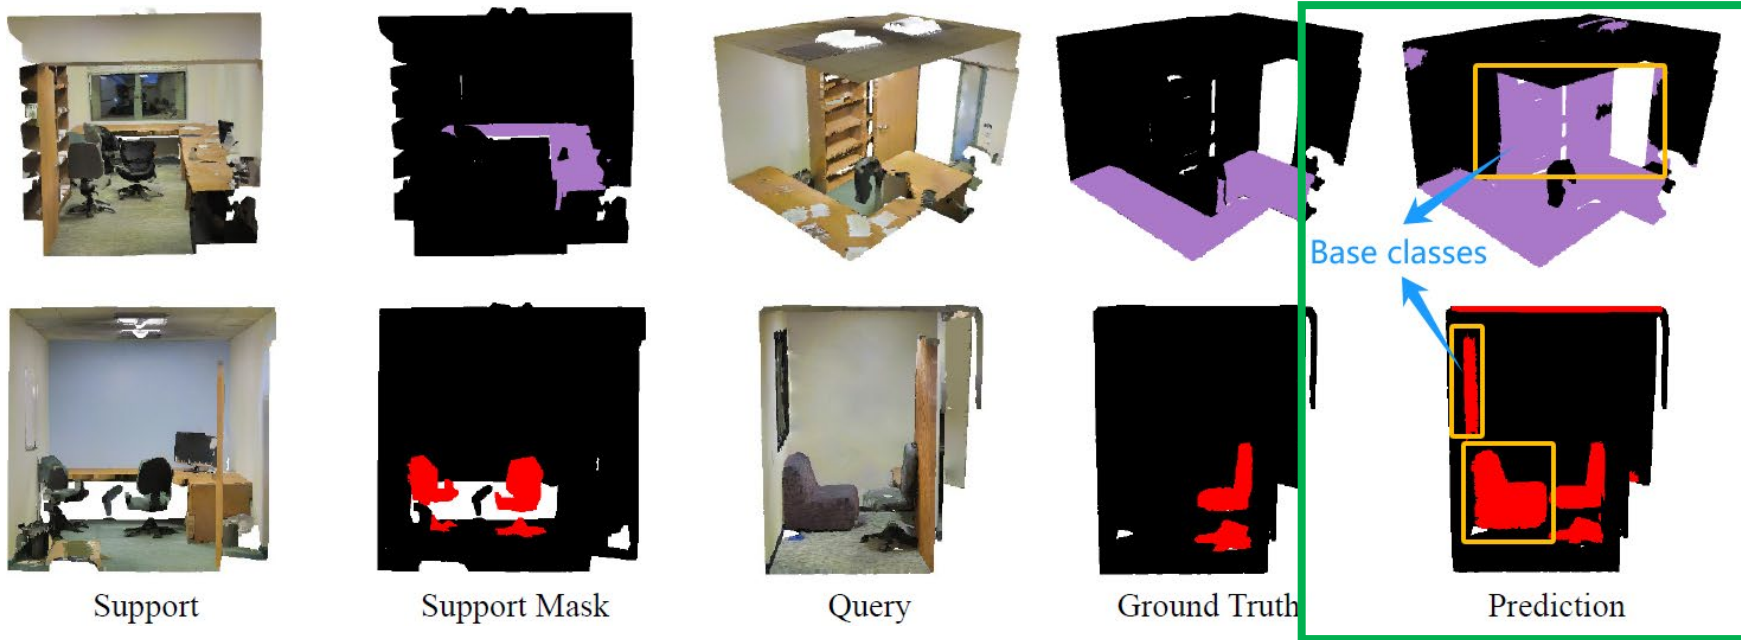 Base classes
Support
Support Mask
Query
Ground Truth
Prediction